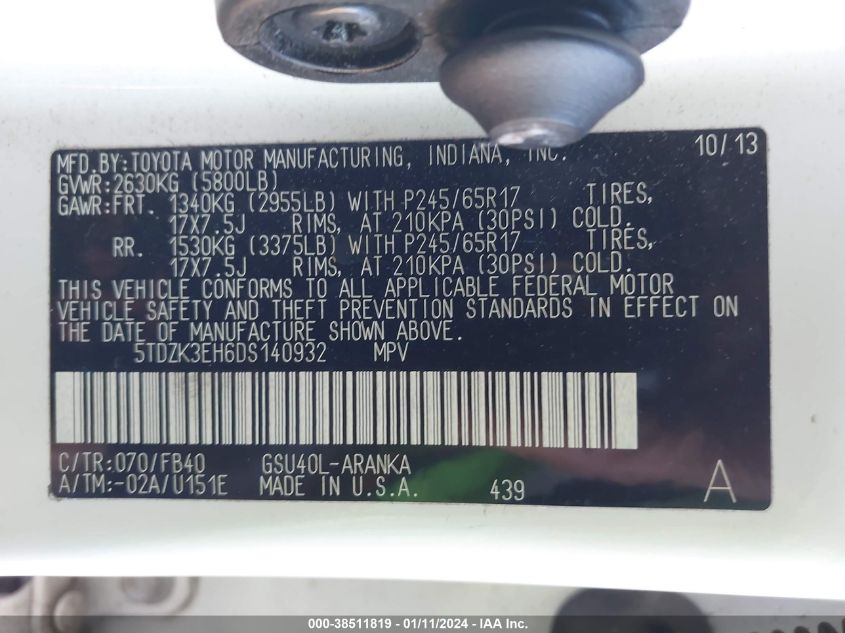 MFD.BY:TOYOTA MOTOR MANUFACTURING, INDIANA, INC. 10/13
GVWR:2630KG (5800LB)
GAWR:FRT. 1340KG (2955LB) WITH P245/65R17 TIRES,
17X7.5J RIMS, AT 210KPA (30PSI) COLD.
RR. 1530KG (3375LB) WITH P245/65R17 TIRES,
17X7.5J RIMS, AT 210KPA (30PSI) COLD.
THIS VEHICLE CONFORMS TO ALL APPLICABLE FEDERAL MOTOR
VEHICLE SAFETY AND THEFT PREVENTION STANDARDS IN EFFECT ON
THE DATE OF MANUFACTURE SHOWN ABOVE.
5TDZK3EH6DS140932 MPV
C/TR:070/FB40 GSU40L-ARANKA
A/TM:-02A/U151E MADE IN U.S.A. 439 A
000-38511819 - 01/11/2024 - IAA Inc.